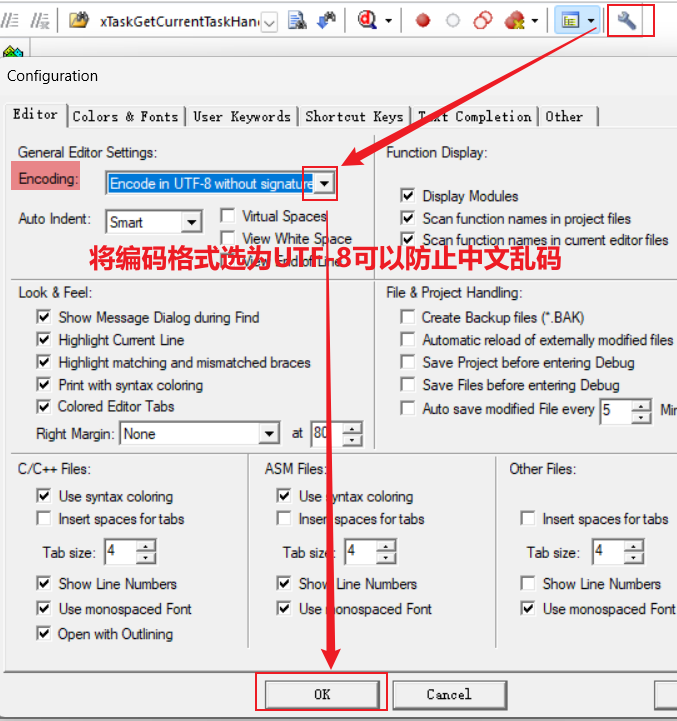 xTaskGetCurrentTaskHan
Configuration
Editor Colors & Fonts User Keywords Shortcut Keys Text Completion Other
General Editor Settings:
Encoding: Encode in UTF-8 without signature
Auto Indent: Smart
Virtual Spaces
View White Space
View End of Line
Function Display:
Display Modules
Scan function names in project files
Scan function names in current editor files
将编码格式选为UTF-8可以防止中文乱码
Look & Feel:
Show Message Dialog during Find
Highlight Current Line
Highlight matching and mismatched braces
Print with syntax coloring
Colored Editor Tabs
Right Margin: None at 80
File & Project Handling:
Create Backup files (*.BAK)
Automatic reload of externally modified files
Save Project before entering Debug
Save Files before entering Debug
Auto save modified File every 5 Min
C/C++ Files:
Use syntax coloring
Insert spaces for tabs
Tab size: 4
Show Line Numbers
Use monospaced Font
Open with Outlining
ASM Files:
Use syntax coloring
Insert spaces for tabs
Tab size: 4
Show Line Numbers
Use monospaced Font
Other Files:
Insert spaces for tabs
Tab size: 4
Show Line Numbers
Use monospaced Font
OK Cancel